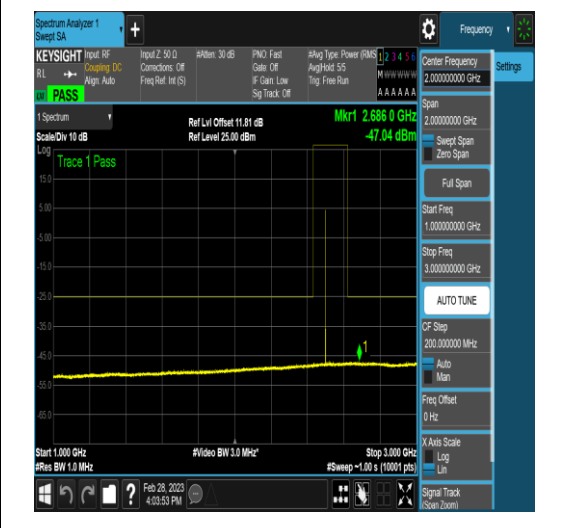 Spectrum Analyzer 1
Swept SA
Frequency
KEYSIGHT
RL
PASS
Input: RF
Coupling: DC
Align: Auto
Input Z: 50 Ω
Corrections: Off
Freq Ref: Int (S)
#Atten: 30 dB
PNO: Fast
Gate: Off
IF Gain: Low
Sig Track: Off
#Avg Type: Power (RMS
Avg|Hold: 5/5
Trig: Free Run
1 2 3 4 5 6
M W W W W W
A A A A A A
1 Spectrum
Scale/Div 10 dB
Ref Lvl Offset 11.81 dB
Ref Level 25.00 dBm
Mkr1 2.686 0 GHz
-47.04 dBm
Log
Trace 1 Pass
15.0
5.00
-5.00
-15.0
-25.0
-35.0
-45.0
-55.0
-65.0
1
Start 1.000 GHz
#Res BW 1.0 MHz
#Video BW 3.0 MHz*
Stop 3.000 GHz
#Sweep ~1.00 s (10001 pts)
Feb 28, 2023
4:03:53 PM
Center Frequency
2.000000000 GHz
Span
2.00000000 GHz
Swept Span
Zero Span
Full Span
Start Freq
1.000000000 GHz
Stop Freq
3.000000000 GHz
AUTO TUNE
CF Step
200.000000 MHz
Auto
Man
Freq Offset
0 Hz
X Axis Scale
Log
Lin
Signal Track
(Span Zoom)
Settings